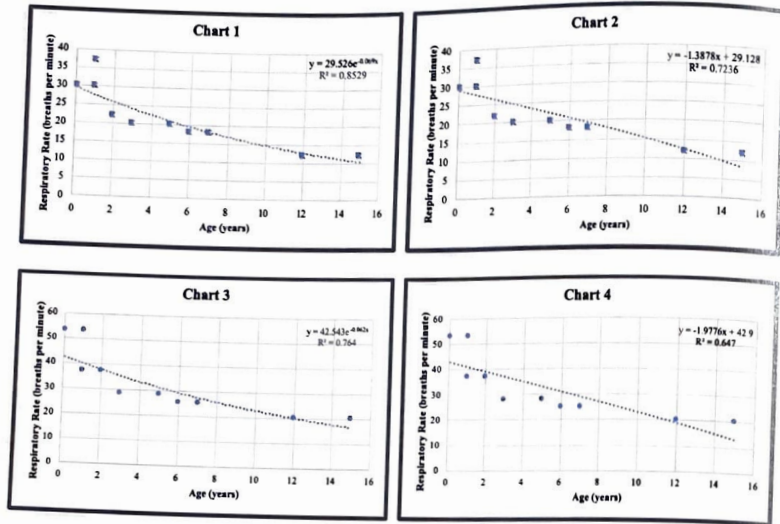 Chart 1
y = 29.526e^-0.069x
R² = 0.8529
Respiratory Rate (breaths per minute)
40
35
30
25
20
15
10
5
0
0 2 4 6 8 10 12 14 16
Age (years)
Chart 2
y = -1.3878x + 29.128
R² = 0.7236
Respiratory Rate (breaths per minute)
40
35
30
25
20
15
10
5
0
0 2 4 6 8 10 12 14 16
Age (years)
Chart 3
y = 42.543e^-0.062x
R² = 0.764
Respiratory Rate (breaths per minute)
60
50
40
30
20
10
0
0 2 4 6 8 10 12 14 16
Age (years)
Chart 4
y = -1.9776x + 42.9
R² = 0.647
Respiratory Rate (breaths per minute)
60
50
40
30
20
10
0
0 2 4 6 8 10 12 14 16
Age (years)